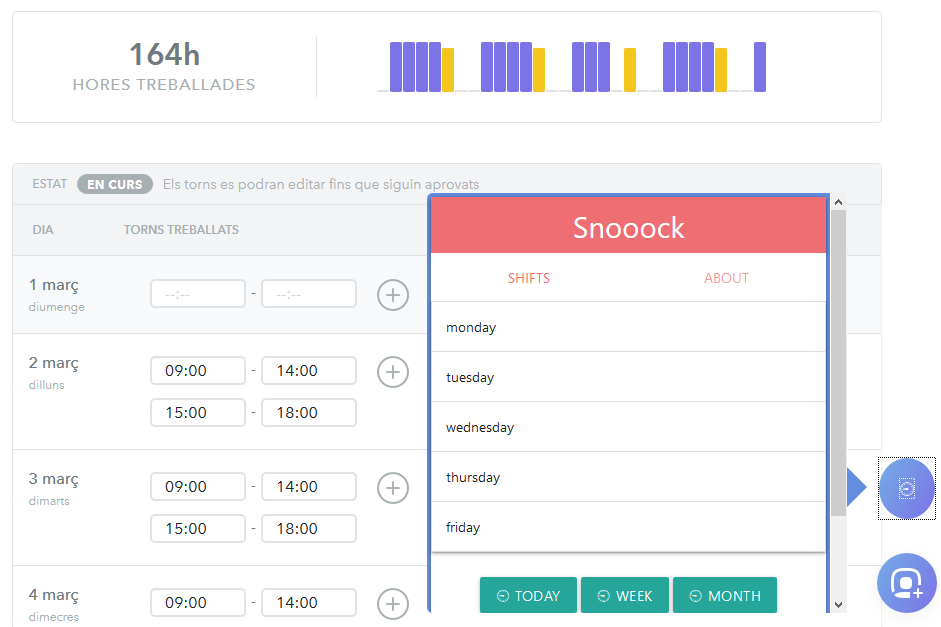 164h
HORES TREBALLADES
ESTAT EN CURS Els torns es podran editar fins que siguin aprovats
DIA TORNS TREBALLATS
1 març
diumenge
--:-- - --:--
2 març
dilluns
09:00 - 14:00
15:00 - 18:00
3 març
dimarts
09:00 - 14:00
15:00 - 18:00
4 març
dimecres
09:00 - 14:00
Snooock
SHIFTS ABOUT
monday
tuesday
wednesday
thursday
friday
TODAY WEEK MONTH